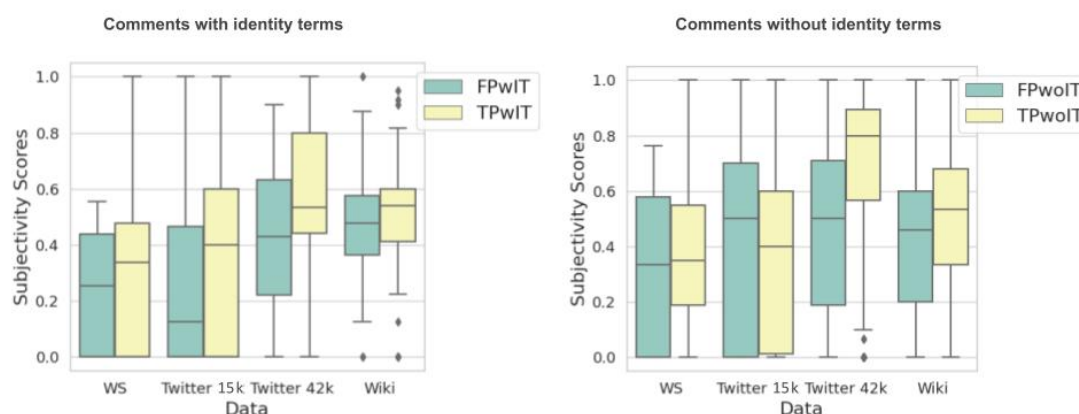 Comments with identity terms
Subjectivity Scores
1.0
0.8
0.6
0.4
0.2
0.0
WS
Twitter 15k
Twitter 42k
Wiki
Data
FPwIT
TPwIT
Comments without identity terms
Subjectivity Scores
1.0
0.8
0.6
0.4
0.2
0.0
WS
Twitter 15k
Twitter 42k
Wiki
Data
FPwoIT
TPwoIT